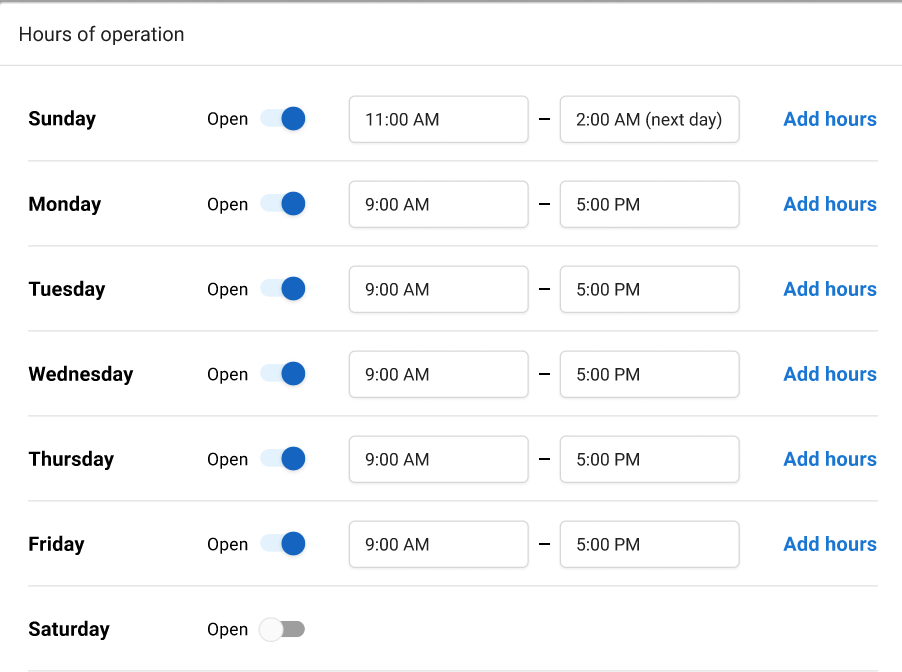 Hours of operation
Sunday Open 11:00 AM – 2:00 AM (next day) Add hours
Monday Open 9:00 AM – 5:00 PM Add hours
Tuesday Open 9:00 AM – 5:00 PM Add hours
Wednesday Open 9:00 AM – 5:00 PM Add hours
Thursday Open 9:00 AM – 5:00 PM Add hours
Friday Open 9:00 AM – 5:00 PM Add hours
Saturday Open